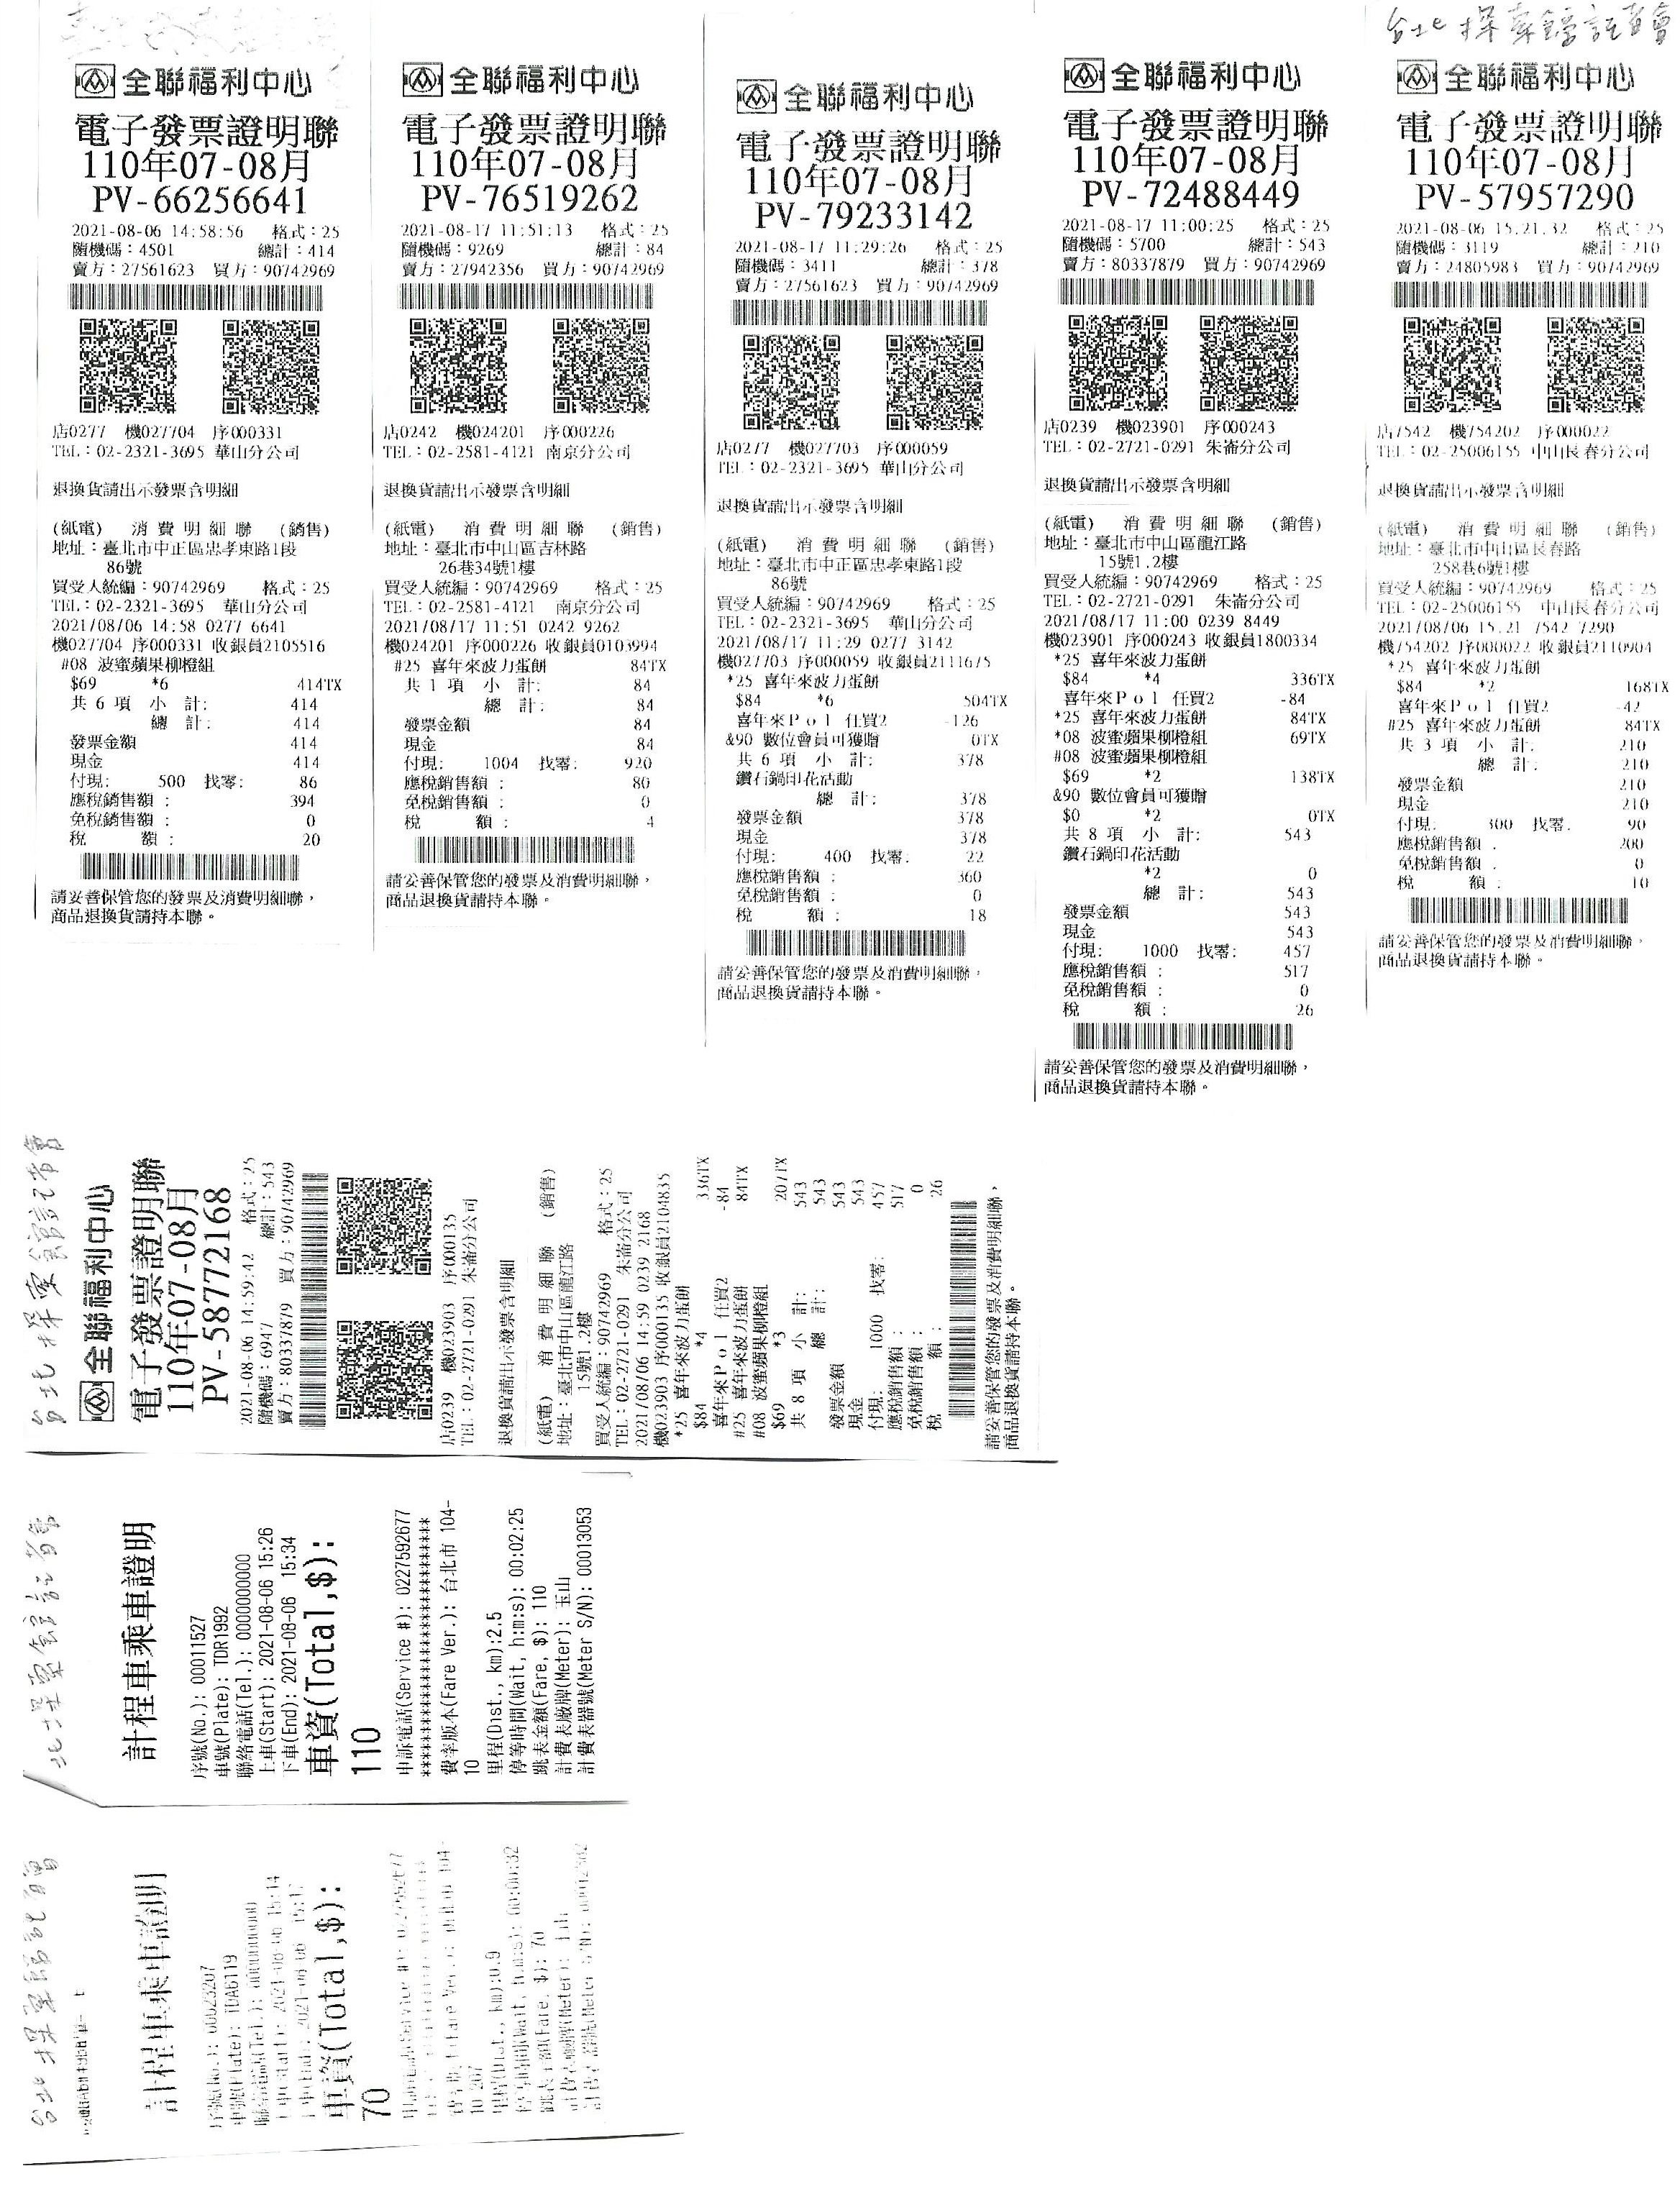 全聯福利中心
電子發票證明聯
110年07-08月
PV-66256641
2021-08-06 14:58:56 格式:25
隨機碼:4501 總計:414
賣方:27561623 買方:90742969
店0277 機027704 序000331
TEL:02-2321-3695 華山分公司
退換貨請出示發票含明細
(紙電) 消費明細聯 (銷售)
地址:臺北市中正區忠孝東路1段
86號
買受人統編:90742969 格式:25
TEL:02-2321-3695 華山分公司
2021/08/06 14:58 0277 6641
機027704 序000331 收銀員2105516
#08 波蜜蘋果柳橙組
$69 *6 414TX
共 6 項 小 計: 414
總 計: 414
發票金額 414
現金 414
付現: 500 找零: 86
應稅銷售額: 394
免稅銷售額: 0
稅 額: 20
請妥善保管您的發票及消費明細聯,
商品退換貨請持本聯。
全聯福利中心
電子發票證明聯
110年07-08月
PV-76519262
2021-08-17 11:51:13 格式:25
隨機碼:9269 總計:84
賣方:27942356 買方:90742969
店0242 機024201 序000226
TEL:02-2581-4121 南京分公司
退換貨請出示發票含明細
(紙電) 消費明細聯 (銷售)
地址:臺北市中山區吉林路
26巷34號1樓
買受人統編:90742969 格式:25
TEL:02-2581-4121 南京分公司
2021/08/17 11:51 0242 9262
機024201 序000226 收銀員0103994
#25 喜年來波力蛋餅 84TX
共 1 項 小 計: 84
總 計: 84
發票金額 84
現金 84
付現: 1004 找零: 920
應稅銷售額: 80
免稅銷售額: 0
稅 額: 4
請妥善保管您的發票及消費明細聯,
商品退換貨請持本聯。
全聯福利中心
電子發票證明聯
110年07-08月
PV-79233142
2021-08-17 11:29:26 格式:25
隨機碼:3411 總計:378
賣方:27561623 買方:90742969
店0277 機027703 序000059
TEL:02-2321-3695 華山分公司
退換貨請出示發票含明細
(紙電) 消費明細聯 (銷售)
地址:臺北市中正區忠孝東路1段
86號
買受人統編:90742969 格式:25
TEL:02-2321-3695 華山分公司
2021/08/17 11:29 0277 3142
機027703 序000059 收銀員2111675
*25 喜年來波力蛋餅
$84 *6 504TX
喜年來Pol 任買2 -126
&90 數位會員可獲贈 0TX
共 6 項 小 計: 378
鑽石鍋印花活動
總 計: 378
發票金額 378
現金 378
付現: 400 找零: 22
應稅銷售額: 360
免稅銷售額: 0
稅 額: 18
請妥善保管您的發票及消費明細聯,
商品退換貨請持本聯。
全聯福利中心
電子發票證明聯
110年07-08月
PV-72488449
2021-08-17 11:00:25 格式:25
隨機碼:5700 總計:543
賣方:80337879 買方:90742969
店0239 機023901 序000243
TEL:02-2721-0291 朱崙分公司
退換貨請出示發票含明細
(紙電) 消費明細聯 (銷售)
地址:臺北市中山區龍江路
15號1.2樓
買受人統編:90742969 格式:25
TEL:02-2721-0291 朱崙分公司
2021/08/17 11:00 0239 8449
機023901 序000243 收銀員1800334
*25 喜年來波力蛋餅
$84 *4 336TX
喜年來Pol 任買2 -84
*25 喜年來波力蛋餅 84TX
*08 波蜜蘋果柳橙組 69TX
#08 波蜜蘋果柳橙組
$69 *2 138TX
&90 數位會員可獲贈
$0 *2 0TX
共 8 項 小 計: 543
鑽石鍋印花活動
*2 0
總 計: 543
發票金額 543
現金 543
付現: 1000 找零: 457
應稅銷售額: 517
免稅銷售額: 0
稅 額: 26
請妥善保管您的發票及消費明細聯,
商品退換貨請持本聯。
台北探索館記者會
全聯福利中心
電子發票證明聯
110年07-08月
PV-57957290
2021-08-06 15:21:32 格式:25
隨機碼:3119 總計:210
賣方:24805983 買方:90742969
店7542 機754202 序000022
TEL:02-25006155 中山長春分公司
退換貨請出示發票含明細
(紙電) 消費明細聯 (銷售)
地址:臺北市中山區長春路
258巷6號1樓
買受人統編:90742969 格式:25
TEL:02-25006155 中山長春分公司
2021/08/06 15:21 7542 7290
機754202 序000022 收銀員2110904
*25 喜年來波力蛋餅
$84 *2 168TX
喜年來Pol 任買2 -42
#25 喜年來波力蛋餅 84TX
共 3 項 小 計: 210
總 計: 210
發票金額 210
現金 210
付現: 300 找零: 90
應稅銷售額: 200
免稅銷售額: 0
稅 額: 10
請妥善保管您的發票及消費明細聯,
商品退換貨請持本聯。
台北探索館記者會
全聯福利中心
電子發票證明聯
110年07-08月
PV-58772168
2021-08-06 14:59:42 格式:25
隨機碼:6947 總計:543
賣方:80337879 買方:90742969
店0239 機023903 序000135
TEL:02-2721-0291 朱崙分公司
退換貨請出示發票含明細
(紙電) 消費明細聯 (銷售)
地址:臺北市中山區龍江路
15號1.2樓
買受人統編:90742969 格式:25
TEL:02-2721-0291 朱崙分公司
2021/08/06 14:59 0239 2168
機023903 序000135 收銀員2104835
*25 喜年來波力蛋餅
$84 *4 336TX
喜年來Pol 任買2 -84
#25 喜年來波力蛋餅 84TX
#08 波蜜蘋果柳橙組
$69 *3 207TX
共 8 項 小 計: 543
總 計: 543
發票金額 543
現金 543
付現: 1000 找零: 457
應稅銷售額: 517
免稅銷售額: 0
稅 額: 26
請妥善保管您的發票及消費明細聯,
商品退換貨請持本聯。
北探索館記者會
計程車乘車證明
序號(No.): 00011527
車號(Plate): TDR1992
聯絡電話(Tel.): 0000000000
上車(Start): 2021-08-06 15:26
下車(End): 2021-08-06 15:34
車資(Total,$):
110
申訴電話(Service #): 0227592677
******************************
費率版本(Fare Ver.): 台北市 104-
10
里程(Dist., km):2.5
停等時間(Wait, h:m:s): 00:02:25
跳表金額(Fare, $): 110
計費表廠牌(Meter): 玉山
計費表器號(Meter S/N): 00013053
台北探索館記者會
計程車乘車證明
序號(No.): 00023207
車號(Plate): TDA6119
聯絡電話(Tel.): 0000000000
上車(Start): 2021-08-06 15:14
下車(End): 2021-08-06 15:17
車資(Total,$):
70
申訴電話(Service #): 0227592677
里程(Dist., km):0.9
停等時間(Wait, h:m:s): 00:00:32
跳表金額(Fare, $): 70